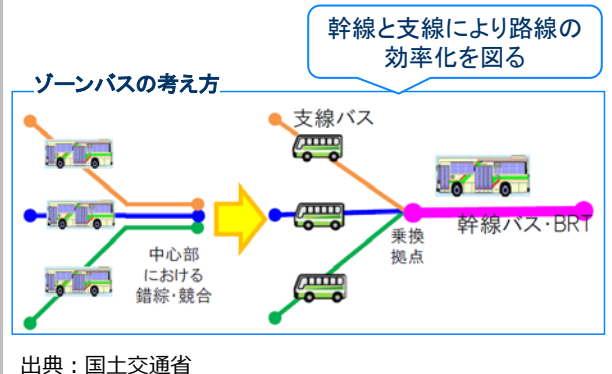 幹線と支線により路線の
効率化を図る
ゾーンバスの考え方
支線バス
中心部
における
錯綜・競合
乗換
拠点
幹線バス・BRT
出典：国土交通省